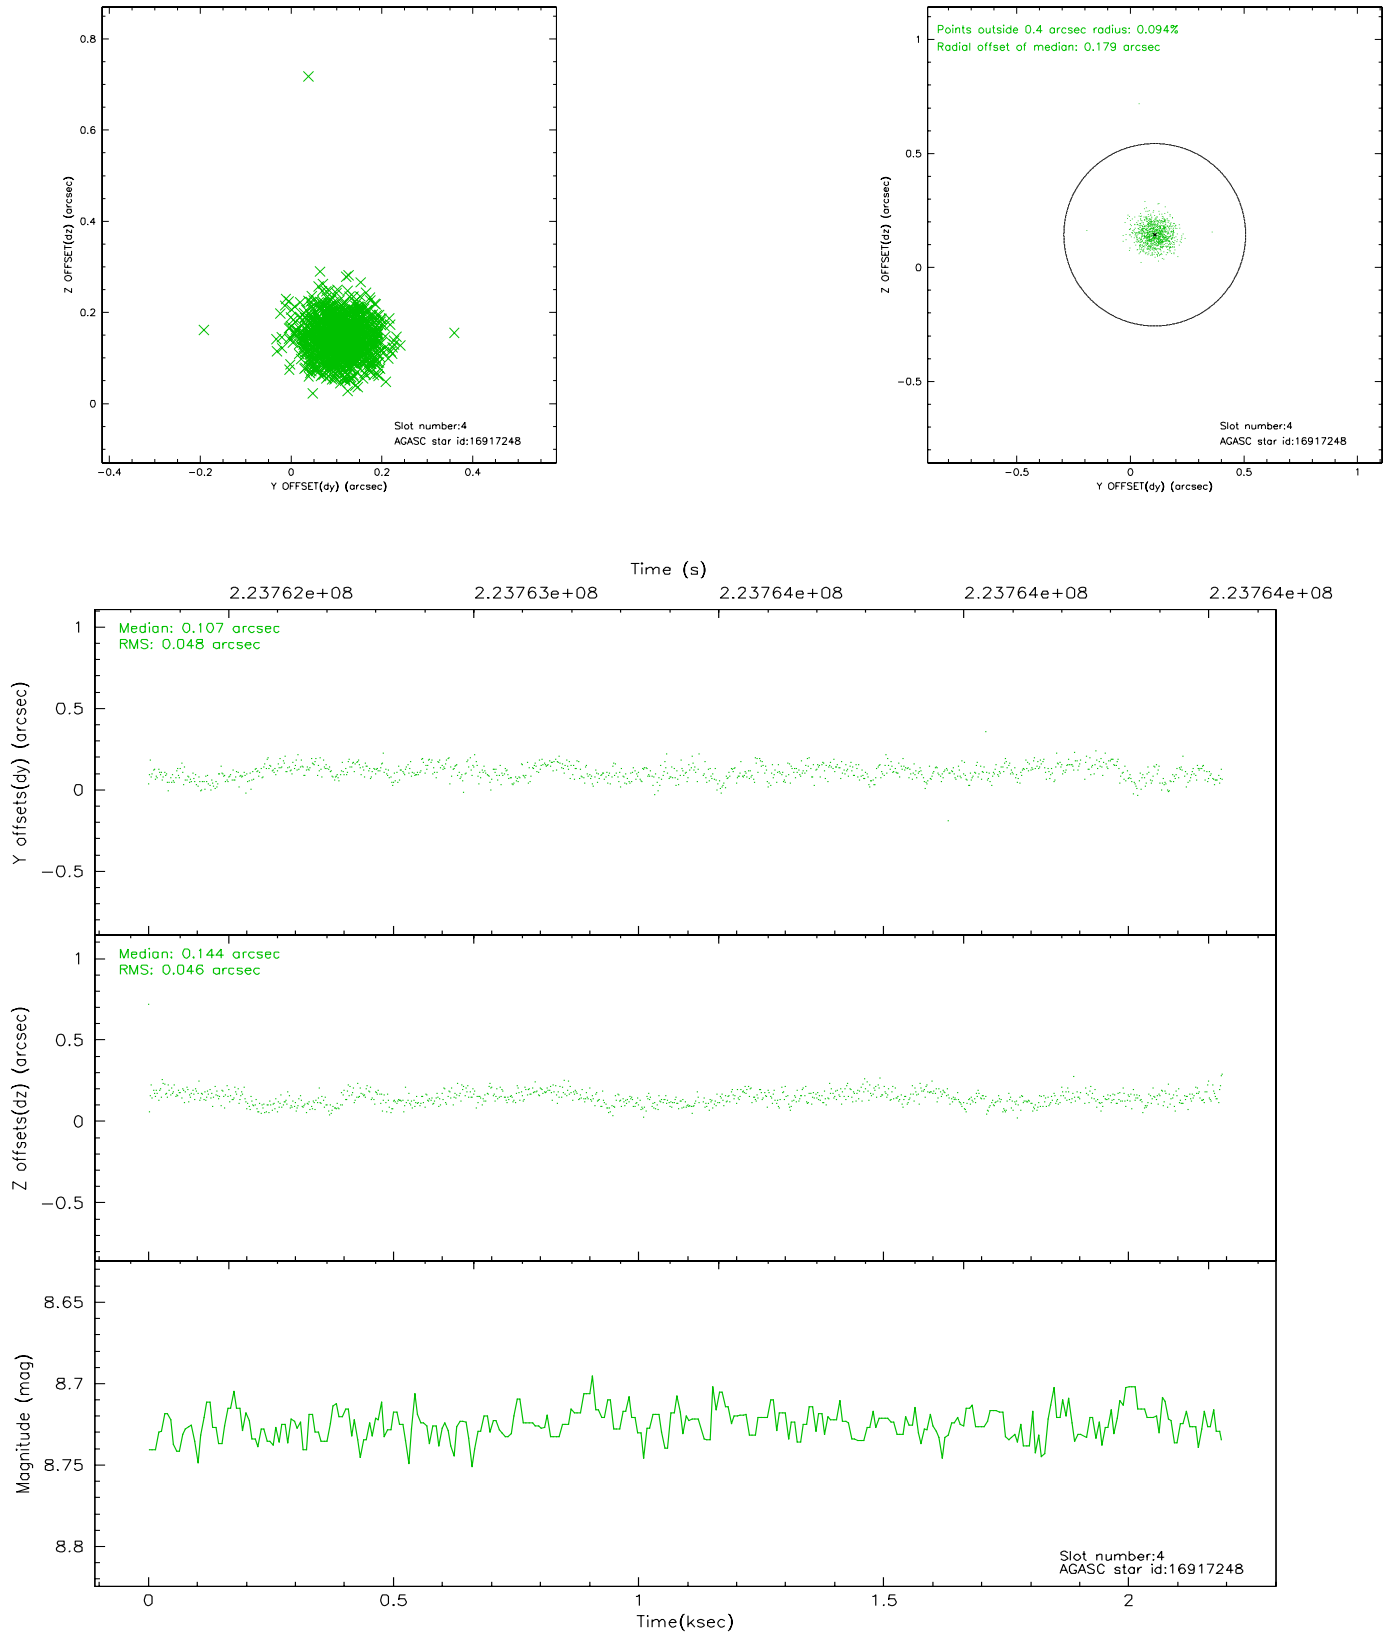 0.8
0.6
0.4
0.2
0
Z OFFSET(dz) (arcsec)
Slot number:4
AGASC star id:16917248
−0.4 −0.2 0 0.2 0.4
Y OFFSET(dy) (arcsec)
Points outside 0.4 arcsec radius: 0.094%
Radial offset of median: 0.179 arcsec
1
0.5
0
−0.5
Z OFFSET(dz) (arcsec)
Slot number:4
AGASC star id:16917248
−0.5 0 0.5 1
Y OFFSET(dy) (arcsec)
Time (s)
2.23762e+08 2.23763e+08 2.23764e+08 2.23764e+08 2.23764e+08
Median: 0.107 arcsec
RMS: 0.048 arcsec
1
0.5
0
−0.5
Y offsets(dy) (arcsec)
Median: 0.144 arcsec
RMS: 0.046 arcsec
1
0.5
0
−0.5
Z offsets(dz) (arcsec)
8.65
8.7
8.75
8.8
Magnitude (mag)
Slot number:4
AGASC star id:16917248
0 0.5 1 1.5 2
Time(ksec)